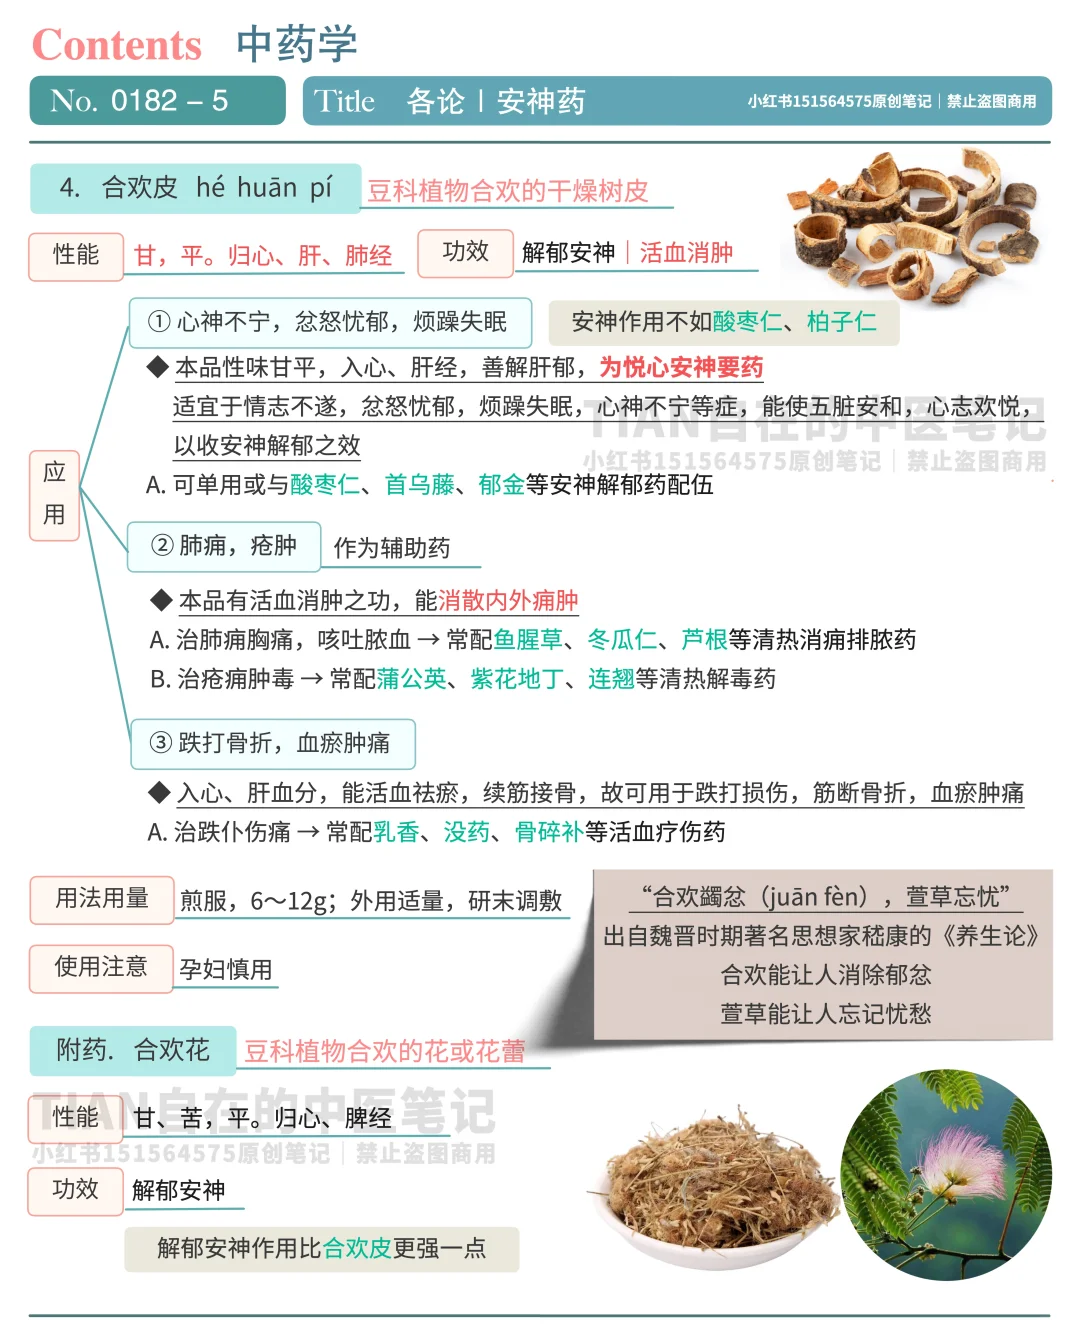 Contents 中药学
No. 0182 – 5
Title 各论丨安神药
小红书151564575原创笔记｜禁止盗图商用
4. 合欢皮 hé huān pí 豆科植物合欢的干燥树皮
性能 甘，平。归心、肝、肺经 功效 解郁安神｜活血消肿
① 心神不宁，忿怒忧郁，烦躁失眠 安神作用不如酸枣仁、柏子仁
◆ 本品性味甘平，入心、肝经，善解肝郁，为悦心安神要药
适宜于情志不遂，忿怒忧郁，烦躁失眠，心神不宁等症，能使五脏安和，心志欢悦，
以收安神解郁之效
TIAN自在的中医笔记
小红书151564575原创笔记｜禁止盗图商用
A. 可单用或与酸枣仁、首乌藤、郁金等安神解郁药配伍
应
用
② 肺痈，疮肿 作为辅助药
◆ 本品有活血消肿之功，能消散内外痈肿
A. 治肺痈胸痛，咳吐脓血 → 常配鱼腥草、冬瓜仁、芦根等清热消痈排脓药
B. 治疮痈肿毒 → 常配蒲公英、紫花地丁、连翘等清热解毒药
③ 跌打骨折，血瘀肿痛
◆ 入心、肝血分，能活血祛瘀，续筋接骨，故可用于跌打损伤，筋断骨折，血瘀肿痛
A. 治跌仆伤痛 → 常配乳香、没药、骨碎补等活血疗伤药
用法用量 煎服，6～12g；外用适量，研末调敷
使用注意 孕妇慎用
“合欢蠲忿（juān fèn），萱草忘忧”
出自魏晋时期著名思想家嵇康的《养生论》
合欢能让人消除郁忿
萱草能让人忘记忧愁
附药. 合欢花 豆科植物合欢的花或花蕾
TIAN自在的中医笔记
性能 甘、苦，平。归心、脾经
小红书151564575原创笔记｜禁止盗图商用
功效 解郁安神
解郁安神作用比合欢皮更强一点